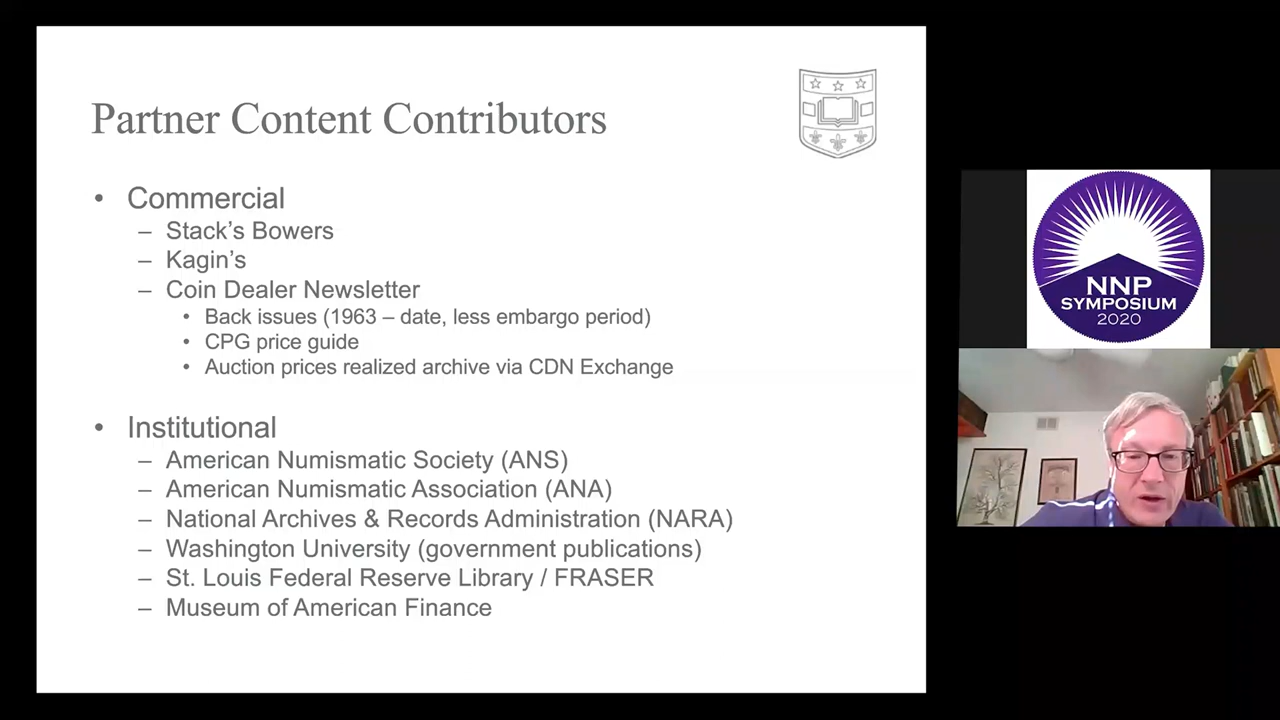 Partner Content Contributors
• Commercial
– Stack's Bowers
– Kagin's
– Coin Dealer Newsletter
• Back issues (1963 – date, less embargo period)
• CPG price guide
• Auction prices realized archive via CDN Exchange
• Institutional
– American Numismatic Society (ANS)
– American Numismatic Association (ANA)
– National Archives & Records Administration (NARA)
– Washington University (government publications)
– St. Louis Federal Reserve Library / FRASER
– Museum of American Finance
NNP
SYMPOSIUM
2020